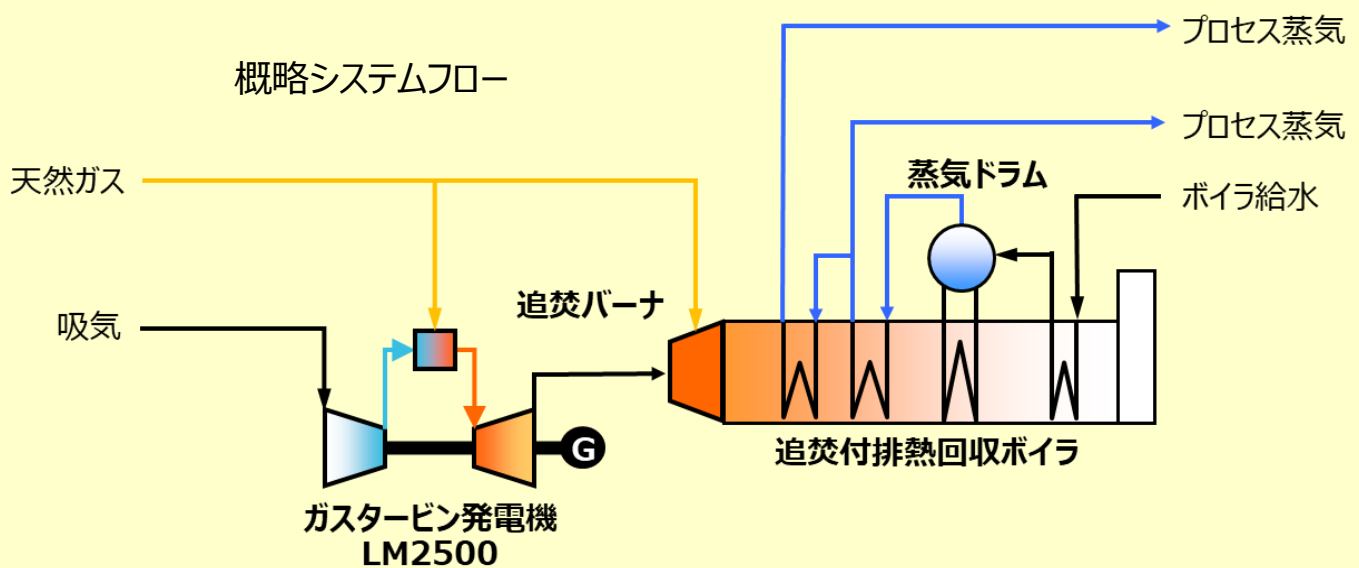 プロセス蒸気
概略システムフロー
プロセス蒸気
天然ガス
蒸気ドラム
ボイラ給水
追焚バーナ
吸気
G
追焚付排熱回収ボイラ
ガスタービン発電機
LM2500